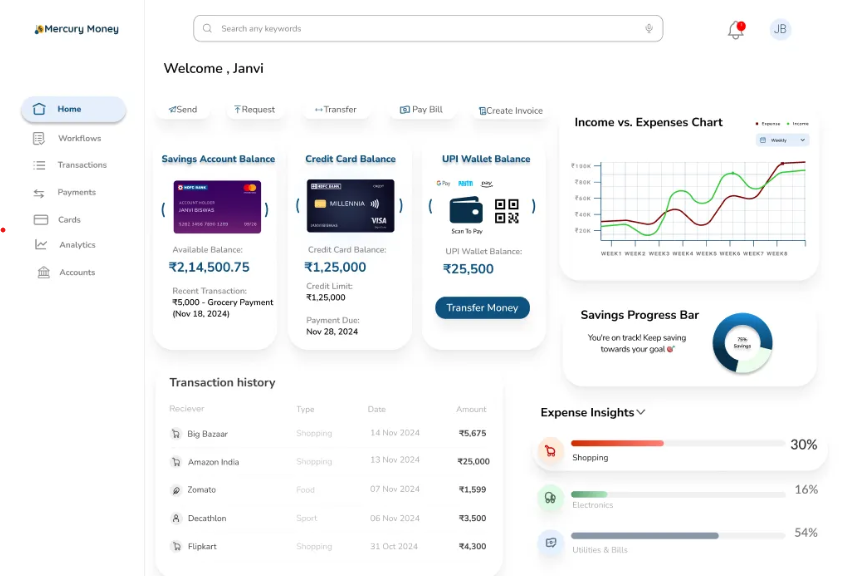 Mercury Money
Search any keywords
JB
Welcome , Janvi
Home
Workflows
Transactions
Payments
Cards
Analytics
Accounts
Send
Request
Transfer
Pay Bill
Create Invoice
Savings Account Balance
HDFC BANK
ACCOUNT HOLDER
JANVI BISWAS
Available Balance:
₹2,14,500.75
Recent Transaction:
₹5,000 - Grocery Payment
(Nov 18, 2024)
Credit Card Balance
HDFC BANK
MILLENNIA
VISA
Credit Card Balance:
₹1,25,000
Credit Limit:
₹1,25,000
Payment Due:
Nov 28, 2024
UPI Wallet Balance
G Pay
Paytm
Scan To Pay
UPI Wallet Balance:
₹25,500
Transfer Money
Income vs. Expenses Chart
Expense
Income
Weekly
₹100K
₹80K
₹60K
₹40K
₹20K
WEEK1 WEEK2 WEEK3 WEEK4 WEEK5 WEEK6 WEEK7 WEEK8
Savings Progress Bar
You're on track! Keep saving
towards your goal 🎯"
75%
Savings
Transaction history
Reciever Type Date Amount
Big Bazaar Shopping 14 Nov 2024 ₹5,675
Amazon India Shopping 13 Nov 2024 ₹25,000
Zomato Food 07 Nov 2024 ₹1,599
Decathlon Sport 06 Nov 2024 ₹3,500
Flipkart Shopping 31 Oct 2024 ₹4,300
Expense Insights
30%
Shopping
16%
Electronics
54%
Utilities & Bills